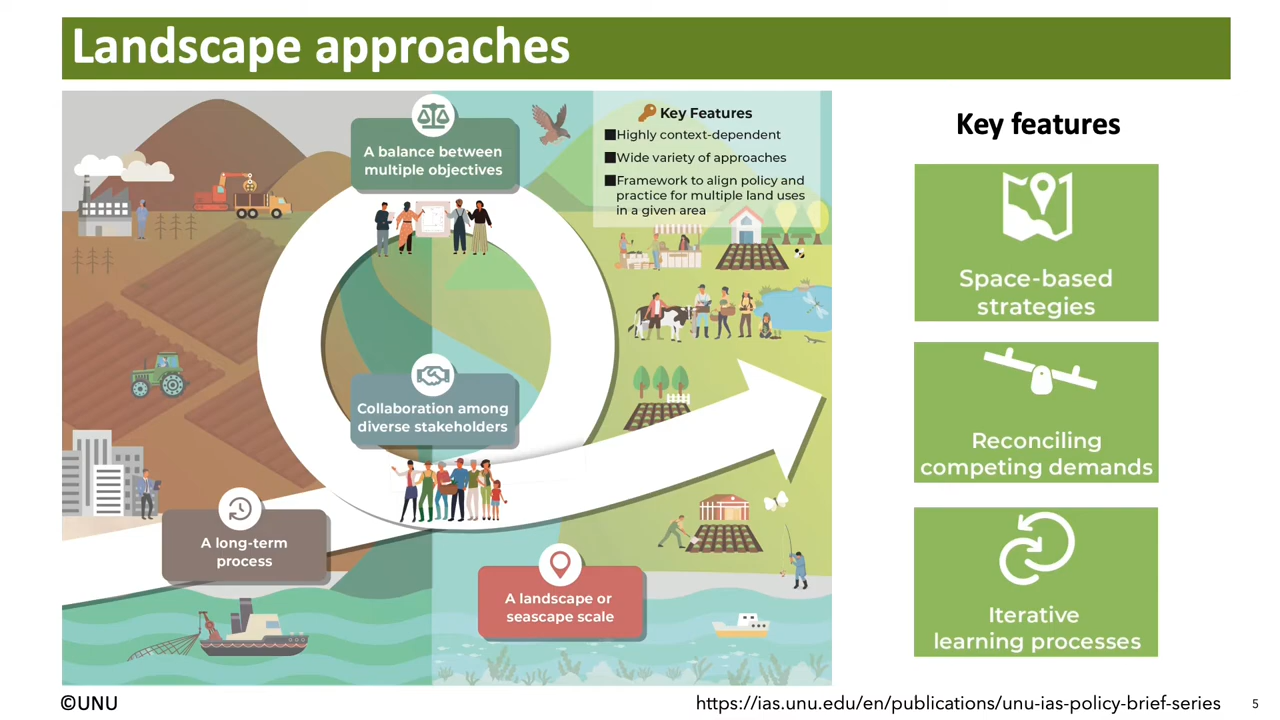 Landscape approaches
A balance between
multiple objectives
Key Features
Highly context-dependent
Wide variety of approaches
Framework to align policy and
practice for multiple land uses
in a given area
Collaboration among
diverse stakeholders
A long-term
process
A landscape or
seascape scale
Key features
Space-based
strategies
Reconciling
competing demands
Iterative
learning processes
©UNU
https://ias.unu.edu/en/publications/unu-ias-policy-brief-series
5